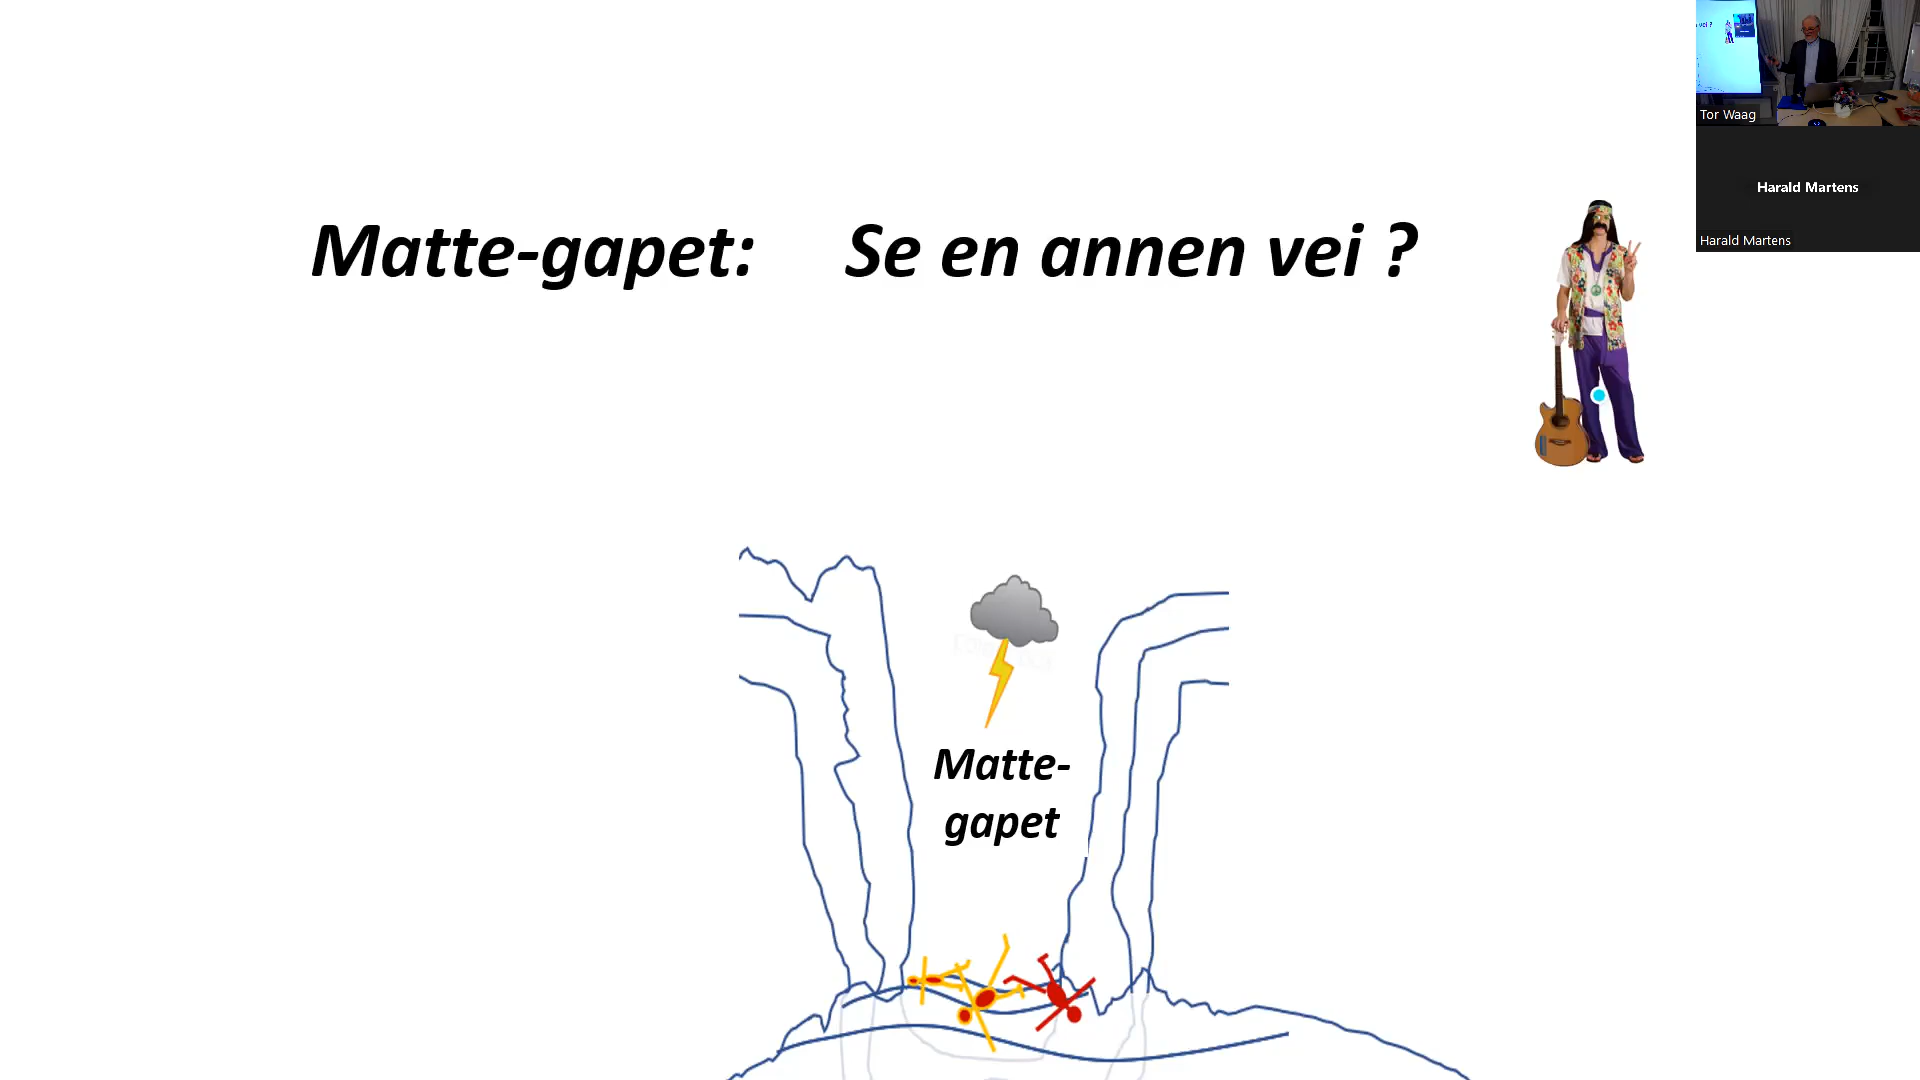 Matte-gapet: Se en annen vei ?
Matte-
gapet
Tor Waag
Harald Martens
Harald Martens